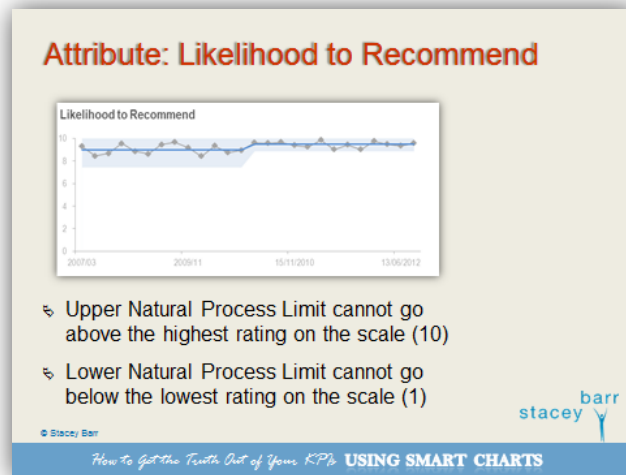 Attribute: Likelihood to Recommend
Likelihood to Recommend
10
8
6
4
2
0
2007/03 2009/11 15/11/2010 13/06/2012
Upper Natural Process Limit cannot go
above the highest rating on the scale (10)
Lower Natural Process Limit cannot go
below the lowest rating on the scale (1)
stacey barr
© Stacey Barr
How to Get the Truth Out of Your KPIs USING SMART CHARTS